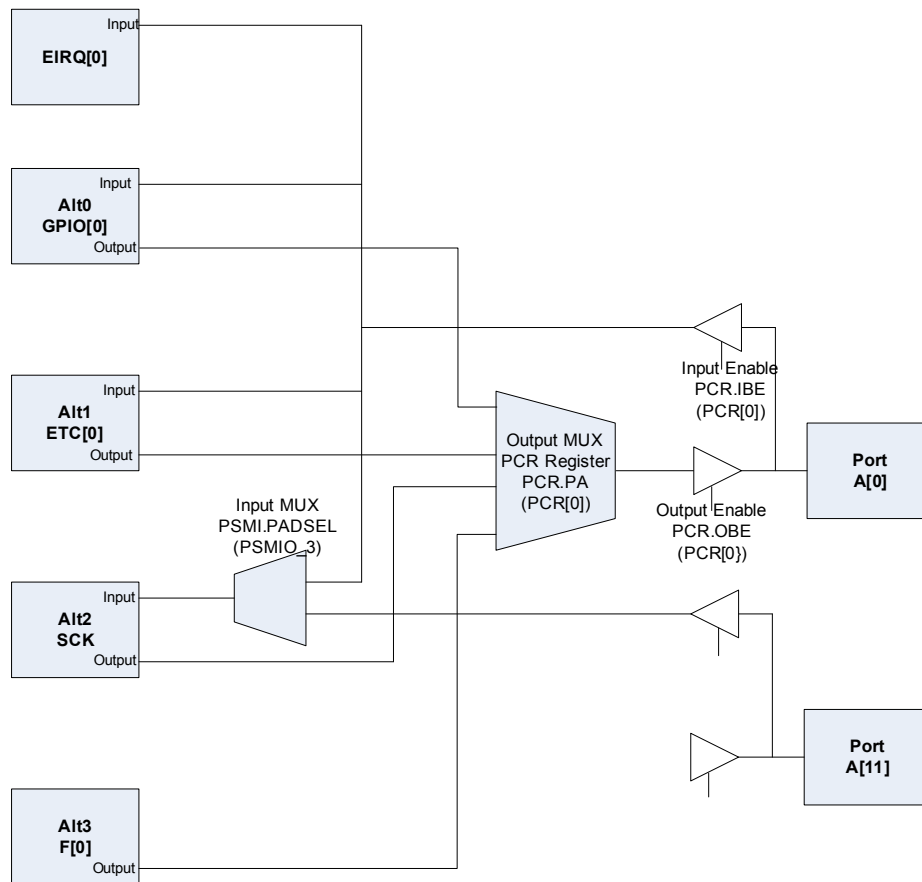 Input
EIRQ[0]
Input
Alt0
GPIO[0]
Output
Input Enable
PCR.IBE
(PCR[0])
Input
Alt1
ETC[0]
Output
Output MUX
PCR Register
PCR.PA
(PCR[0])
Port
A[0]
Input MUX
PSMI.PADSEL
(PSMIO_3)
Output Enable
PCR.OBE
(PCR[0})
Input
Alt2
SCK
Output
Port
A[11]
Alt3
F[0]
Output